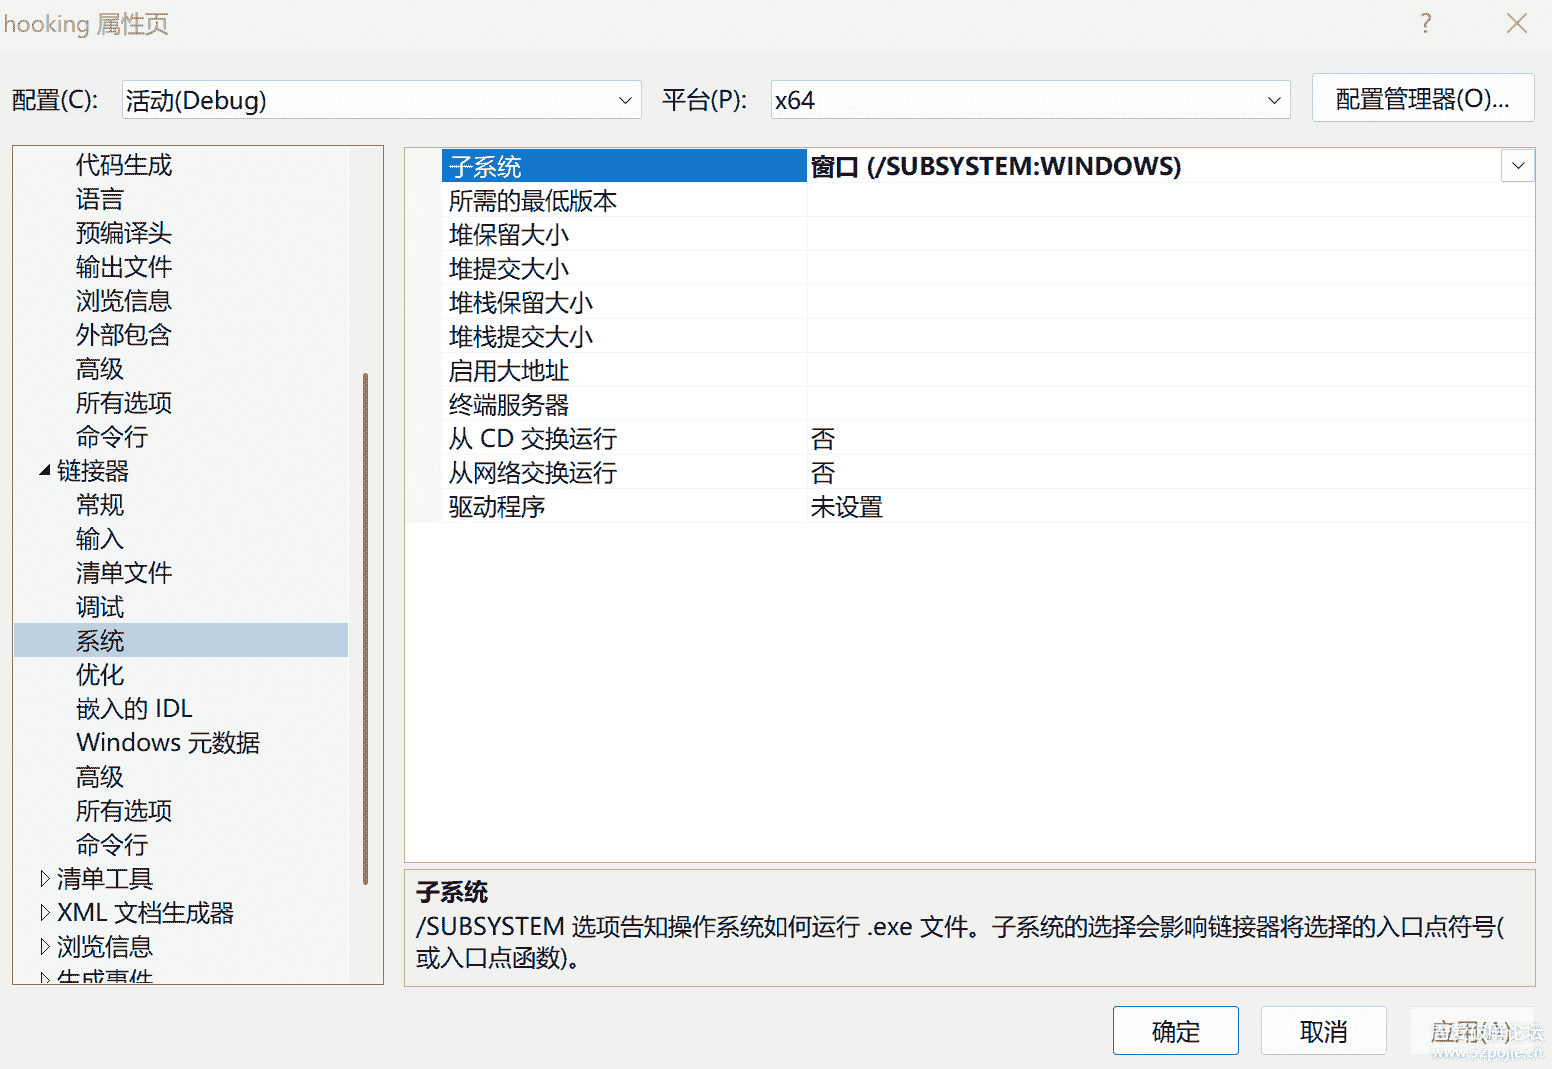 hooking 属性页
?
配置(C): 活动(Debug) 平台(P): x64 配置管理器(O)...
代码生成
语言
预编译头
输出文件
浏览信息
外部包含
高级
所有选项
命令行
链接器
常规
输入
清单文件
调试
系统
优化
嵌入的 IDL
Windows 元数据
高级
所有选项
命令行
清单工具
XML 文档生成器
浏览信息
生成事件
子系统 窗口 (/SUBSYSTEM:WINDOWS)
所需的最低版本
堆保留大小
堆提交大小
堆栈保留大小
堆栈提交大小
启用大地址
终端服务器
从 CD 交换运行 否
从网络交换运行 否
驱动程序 未设置
子系统
/SUBSYSTEM 选项告知操作系统如何运行 .exe 文件。子系统的选择会影响链接器将选择的入口点符号(
或入口点函数)。
确定 取消 应用(A)
www.52pojie.cn